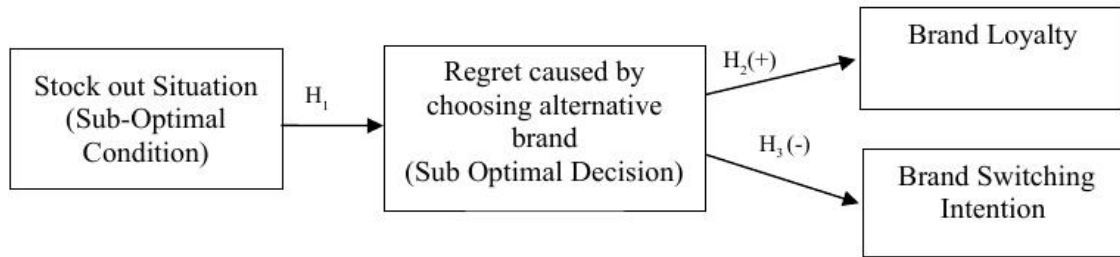 Stock out Situation
(Sub-Optimal
Condition)
H1
Regret caused by
choosing alternative
brand
(Sub Optimal Decision)
H2(+)
Brand Loyalty
H3 (-)
Brand Switching
Intention